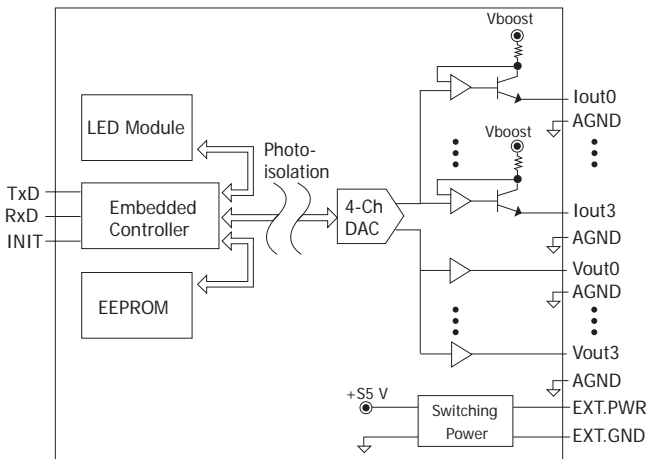 Vboost
Iout0
AGND
LED Module
Vboost
Photo-
isolation
TxD
RxD
INIT
Embedded
Controller
4-Ch
DAC
Iout3
AGND
Vout0
AGND
EEPROM
Vout3
AGND
+S5 V
Switching
Power
EXT.PWR
EXT.GND